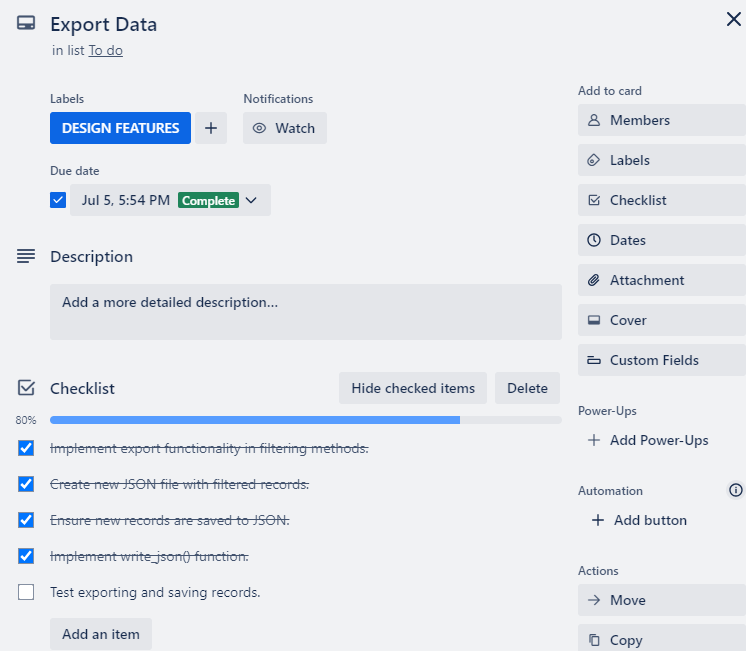 Export Data
in list To do
Labels
DESIGN FEATURES
Notifications
Watch
Due date
Jul 5, 5:54 PM Complete
Description
Add a more detailed description...
Checklist
Hide checked items
Delete
80%
Implement export functionality in filtering methods.
Create new JSON file with filtered records.
Ensure new records are saved to JSON.
Implement write_json() function.
Test exporting and saving records.
Add an item
Add to card
Members
Labels
Checklist
Dates
Attachment
Cover
Custom Fields
Power-Ups
Add Power-Ups
Automation
Add button
Actions
Move
Copy